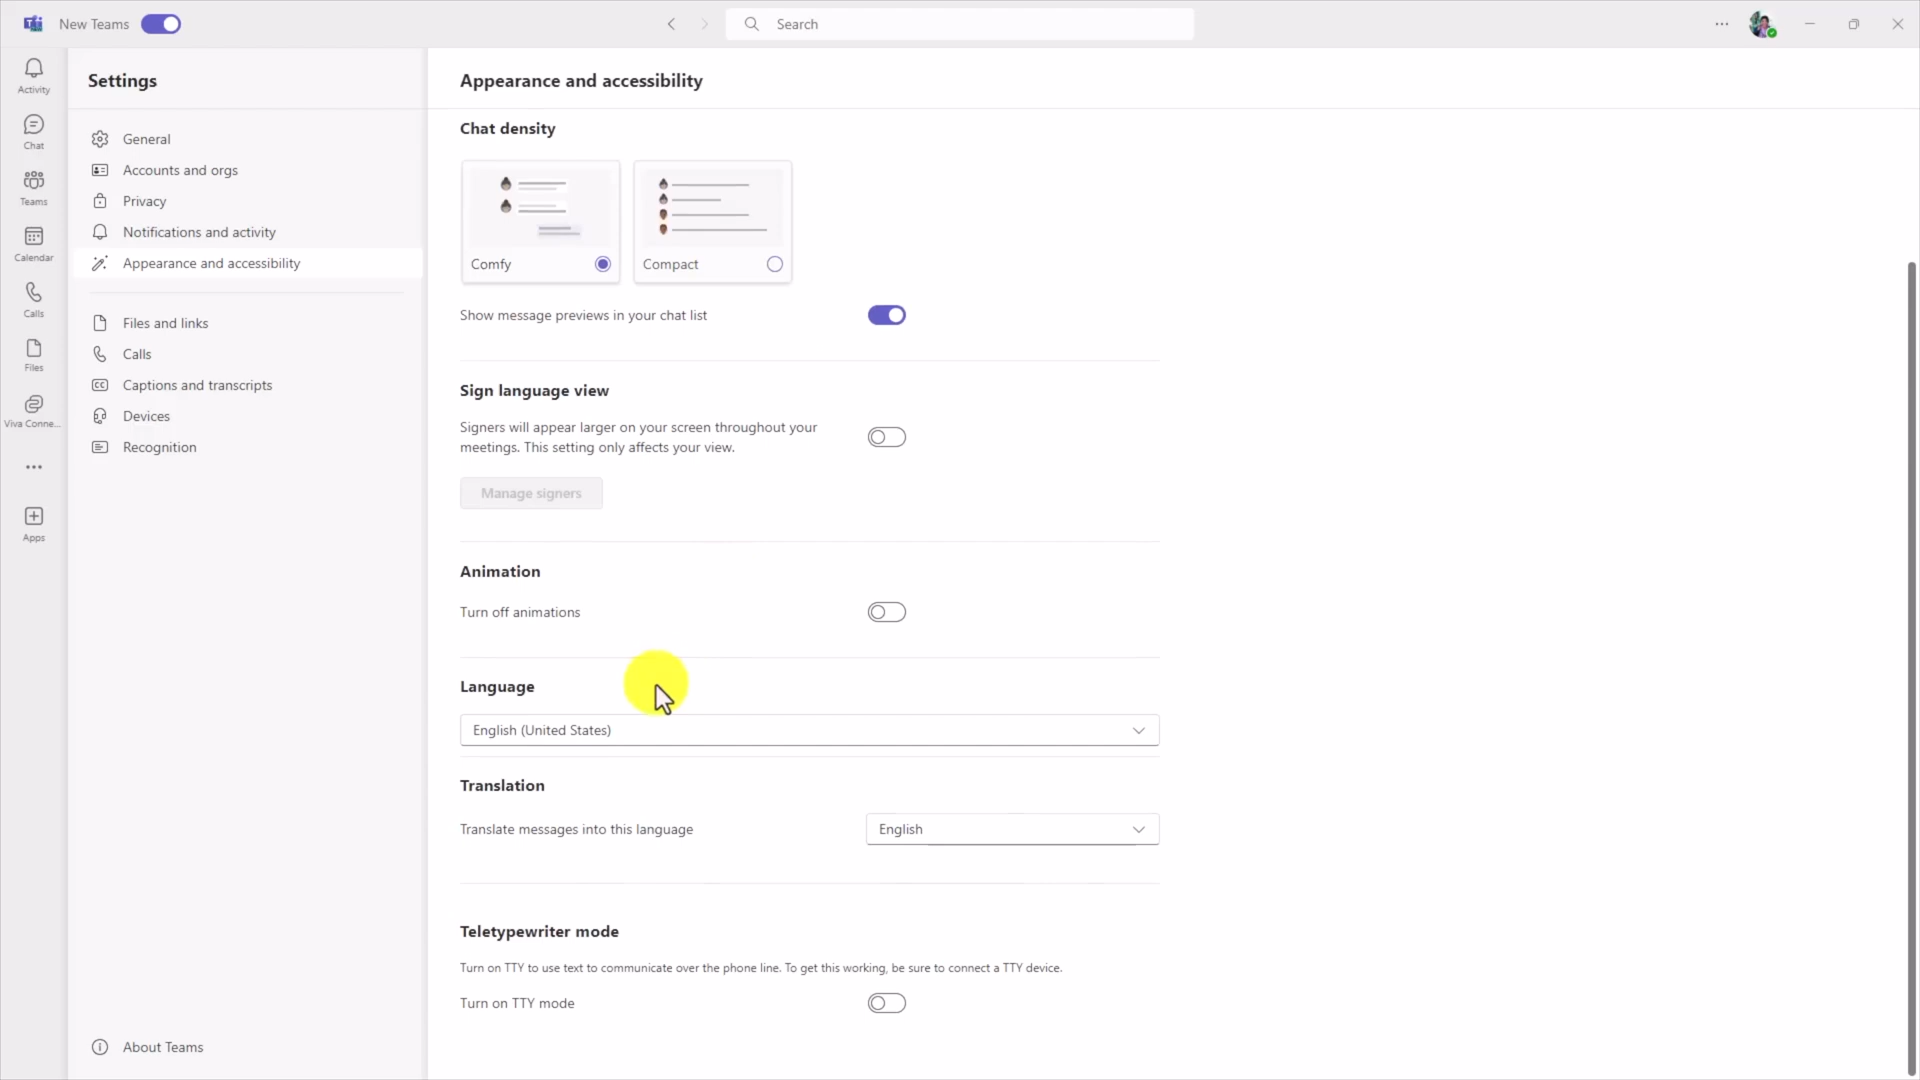 New Teams
Search
Activity
Chat
Teams
Calendar
Calls
Files
Viva Conne...
Apps
Settings
General
Accounts and orgs
Privacy
Notifications and activity
Appearance and accessibility
Files and links
Calls
Captions and transcripts
Devices
Recognition
About Teams
Appearance and accessibility
Chat density
Comfy
Compact
Show message previews in your chat list
Sign language view
Signers will appear larger on your screen throughout your
meetings. This setting only affects your view.
Manage signers
Animation
Turn off animations
Language
English (United States)
Translation
Translate messages into this language
English
Teletypewriter mode
Turn on TTY to use text to communicate over the phone line. To get this working, be sure to connect a TTY device.
Turn on TTY mode